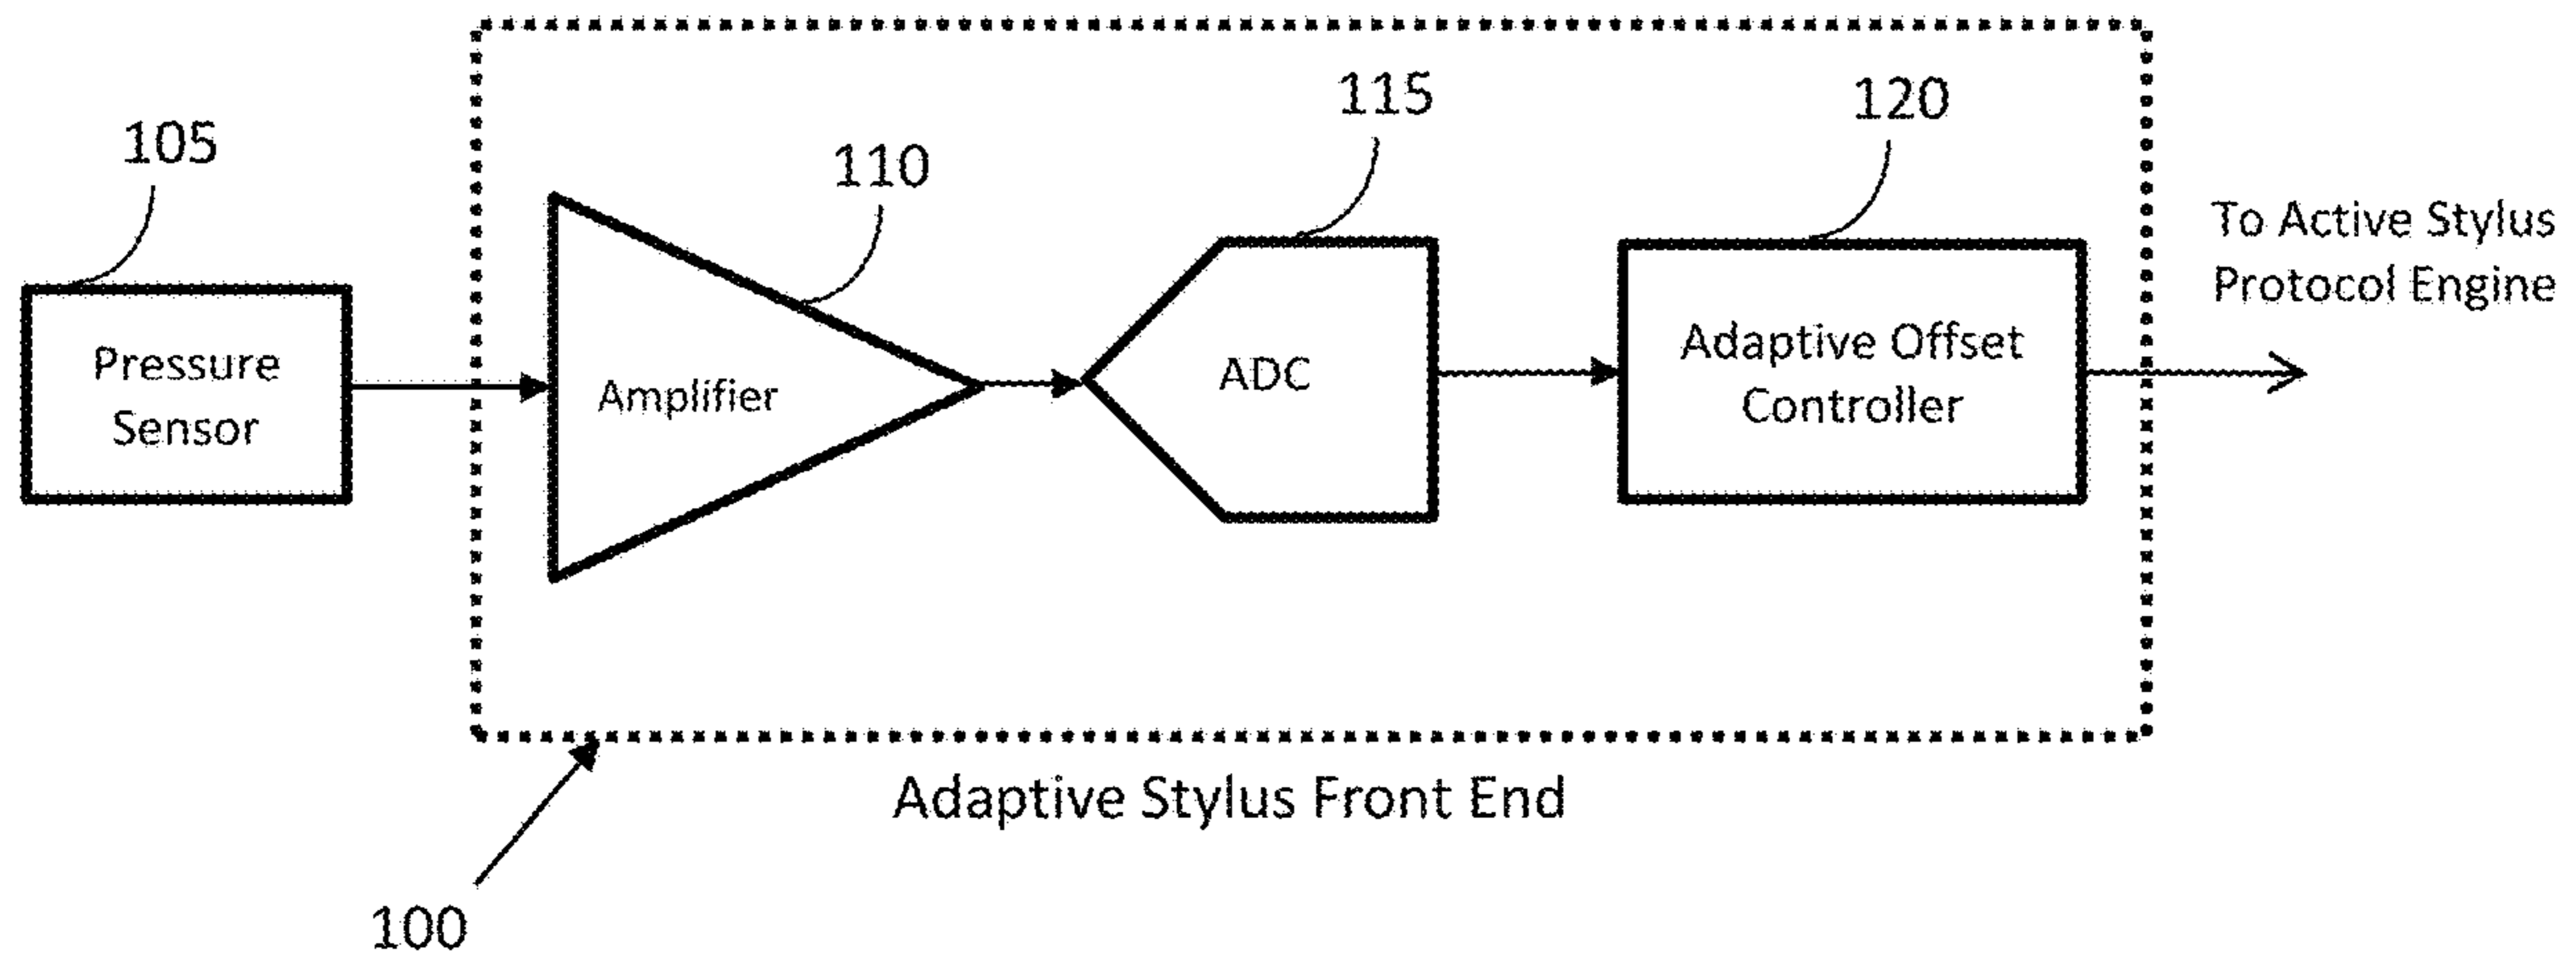 105
110
115
120
Pressure
Sensor
Amplifier
ADC
Adaptive Offset
Controller
To Active Stylus
Protocol Engine
Adaptive Stylus Front End
100